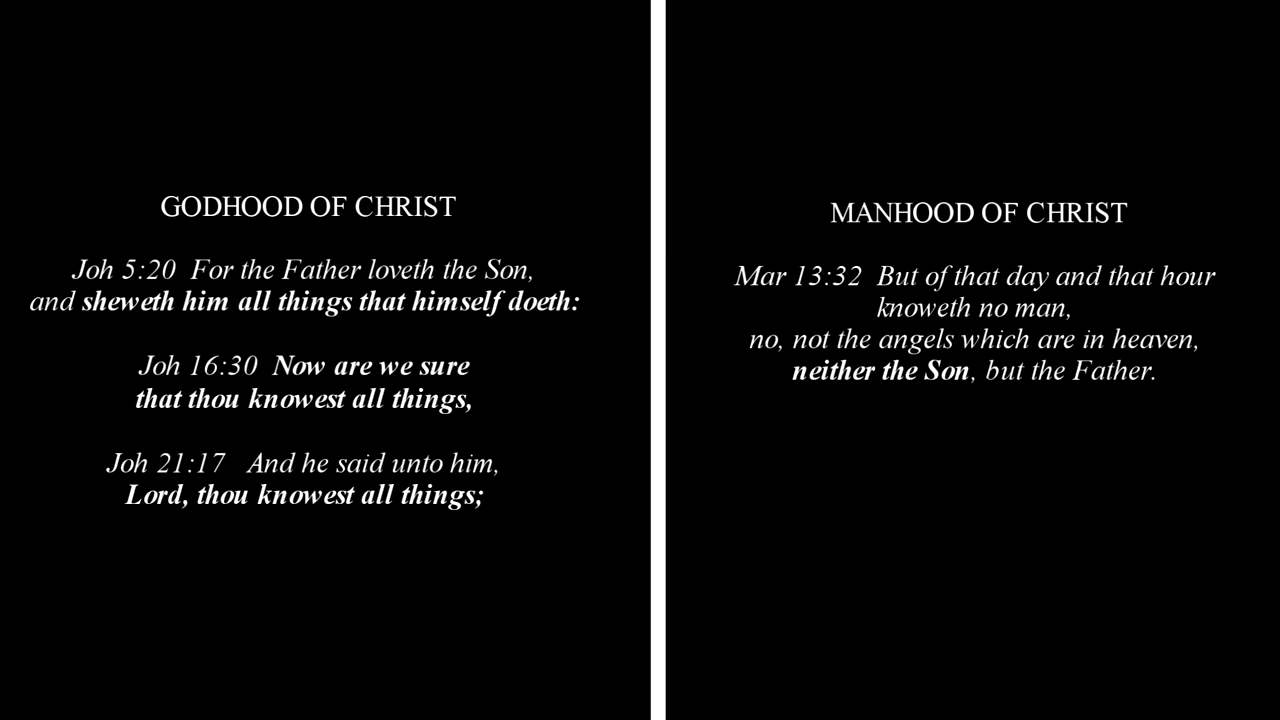 GODHOOD OF CHRIST
Joh 5:20 For the Father loveth the Son,
and sheweth him all things that himself doeth:
Joh 16:30 Now are we sure
that thou knowest all things,
Joh 21:17 And he said unto him,
Lord, thou knowest all things;
MANHOOD OF CHRIST
Mar 13:32 But of that day and that hour
knoweth no man,
no, not the angels which are in heaven,
neither the Son, but the Father.